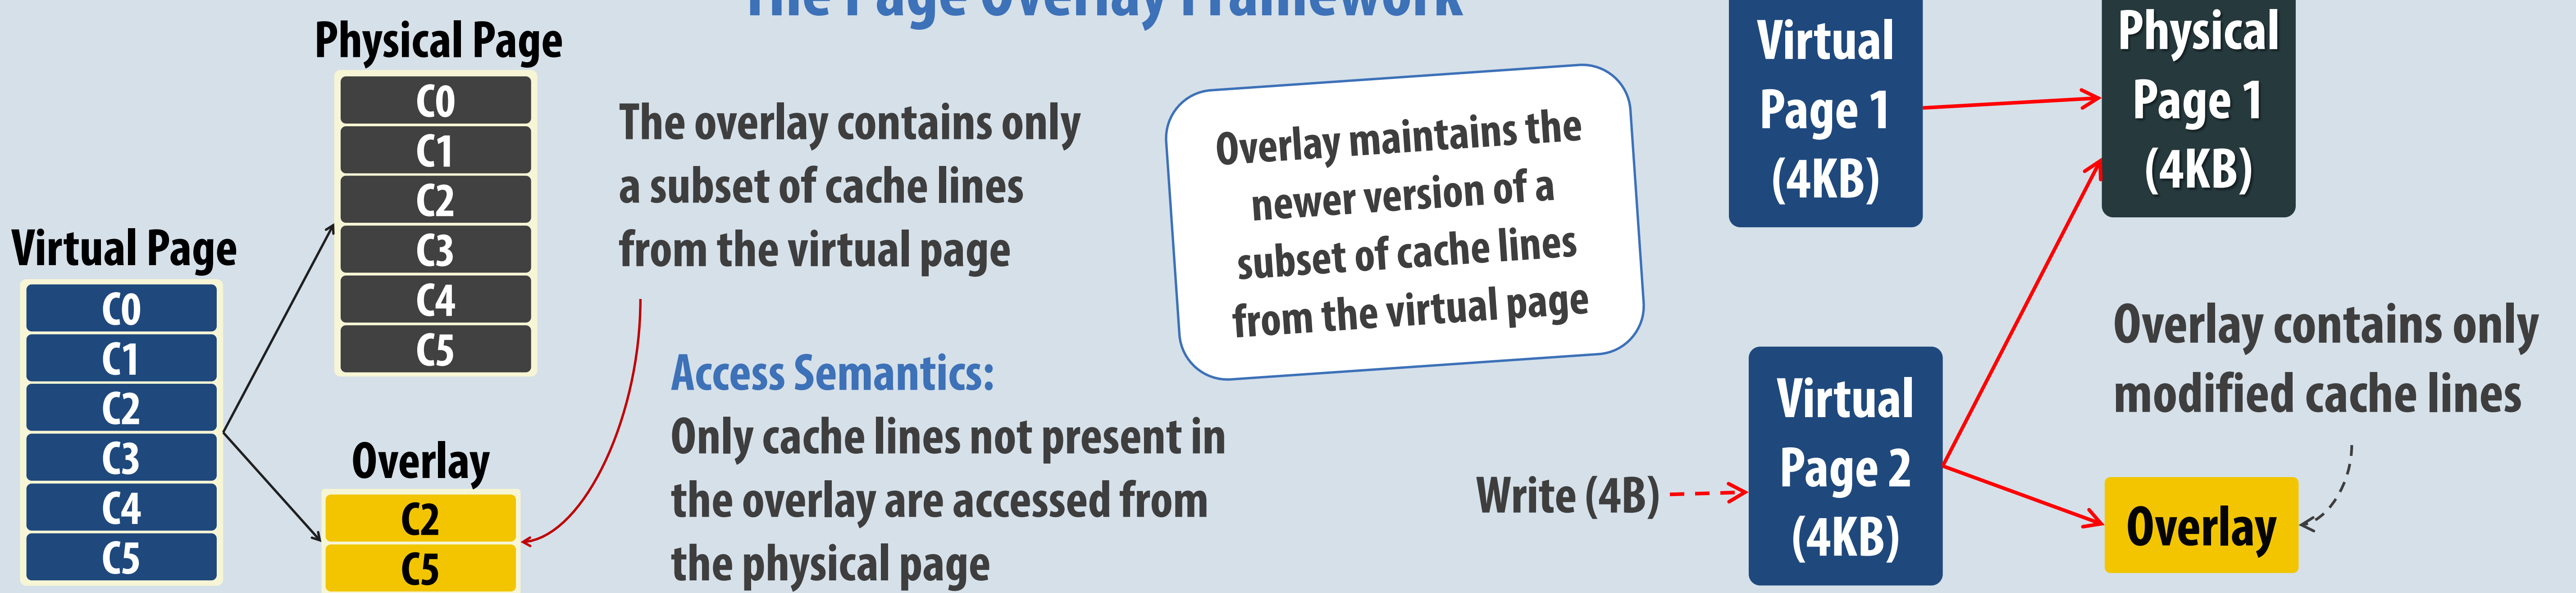 The Page Overlay Framework
Physical Page
C0
C1
C2
C3
C4
C5
Virtual Page
C0
C1
C2
C3
C4
C5
Overlay
C2
C5
The overlay contains only
a subset of cache lines
from the virtual page
Access Semantics:
Only cache lines not present in
the overlay are accessed from
the physical page
Overlay maintains the
newer version of a
subset of cache lines
from the virtual page
Virtual
Page 1
(4KB)
Physical
Page 1
(4KB)
Write (4B)
Virtual
Page 2
(4KB)
Overlay contains only
modified cache lines
Overlay